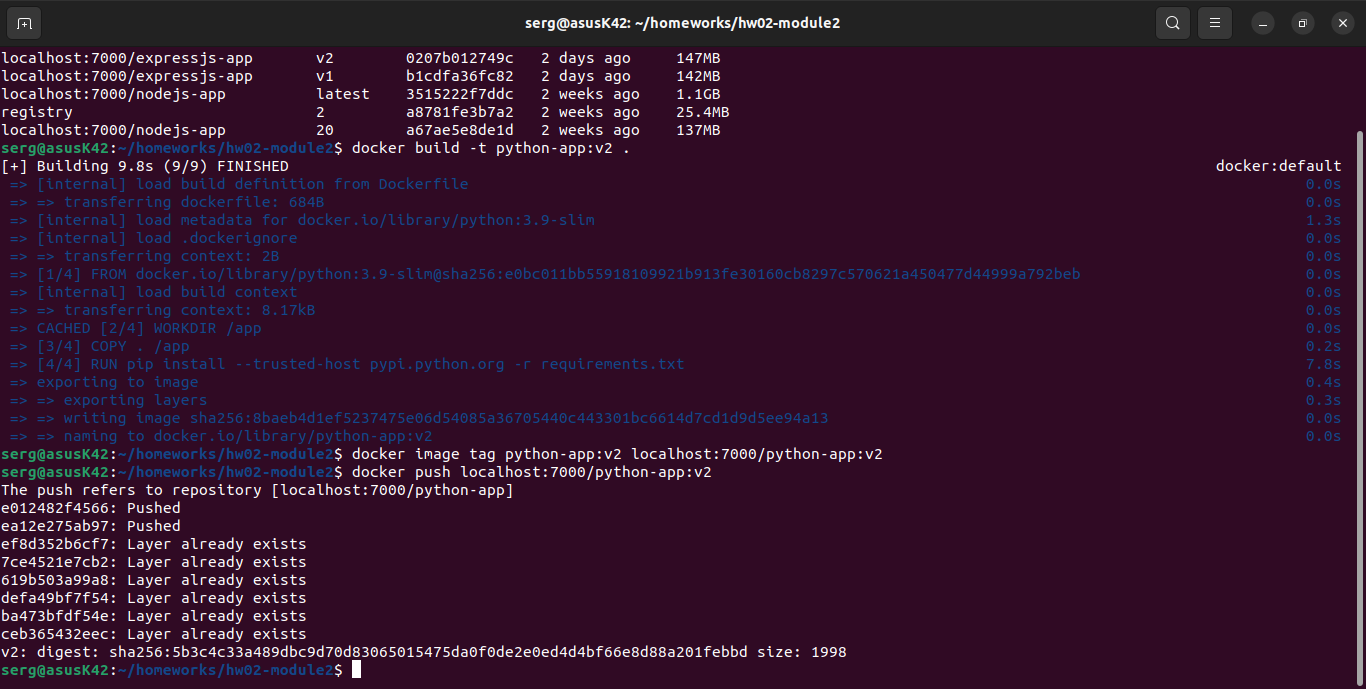 serg@asusK42: ~/homeworks/hw02-module2
localhost:7000/expressjs-app       v2        0207b012749c   2 days ago     147MB
localhost:7000/expressjs-app       v1        b1cdfa36fc82   2 days ago     142MB
localhost:7000/nodejs-app          latest    3515222f7ddc   2 weeks ago    1.1GB
registry                           2         a8781fe3b7a2   2 weeks ago    25.4MB
localhost:7000/nodejs-app          20        a67ae5e8de1d   2 weeks ago    137MB
serg@asusK42:~/homeworks/hw02-module2$ docker build -t python-app:v2 .
[+] Building 9.8s (9/9) FINISHED docker:default
=> [internal] load build definition from Dockerfile 0.0s
=> => transferring dockerfile: 684B 0.0s
=> [internal] load metadata for docker.io/library/python:3.9-slim 1.3s
=> [internal] load .dockerignore 0.0s
=> => transferring context: 2B 0.0s
=> [1/4] FROM docker.io/library/python:3.9-slim@sha256:e0bc011bb55918109921b913fe30160cb8297c570621a450477d44999a792beb 0.0s
=> [internal] load build context 0.0s
=> => transferring context: 8.17kB 0.0s
=> CACHED [2/4] WORKDIR /app 0.0s
=> [3/4] COPY . /app 0.2s
=> [4/4] RUN pip install --trusted-host pypi.python.org -r requirements.txt 7.8s
=> exporting to image 0.4s
=> => exporting layers 0.3s
=> => writing image sha256:8baeb4d1ef5237475e06d54085a36705440c443301bc6614d7cd1d9d5ee94a13 0.0s
=> => naming to docker.io/library/python-app:v2 0.0s
serg@asusK42:~/homeworks/hw02-module2$ docker image tag python-app:v2 localhost:7000/python-app:v2
serg@asusK42:~/homeworks/hw02-module2$ docker push localhost:7000/python-app:v2
The push refers to repository [localhost:7000/python-app]
e012482f4566: Pushed
ea12e275ab97: Pushed
ef8d352b6cf7: Layer already exists
7ce4521e7cb2: Layer already exists
619b503a99a8: Layer already exists
defa49bf7f54: Layer already exists
ba473bfdf54e: Layer already exists
ceb365432eec: Layer already exists
v2: digest: sha256:5b3c4c33a489dbc9d70d83065015475da0f0de2e0ed4d4bf66e8d88a201febbd size: 1998
serg@asusK42:~/homeworks/hw02-module2$